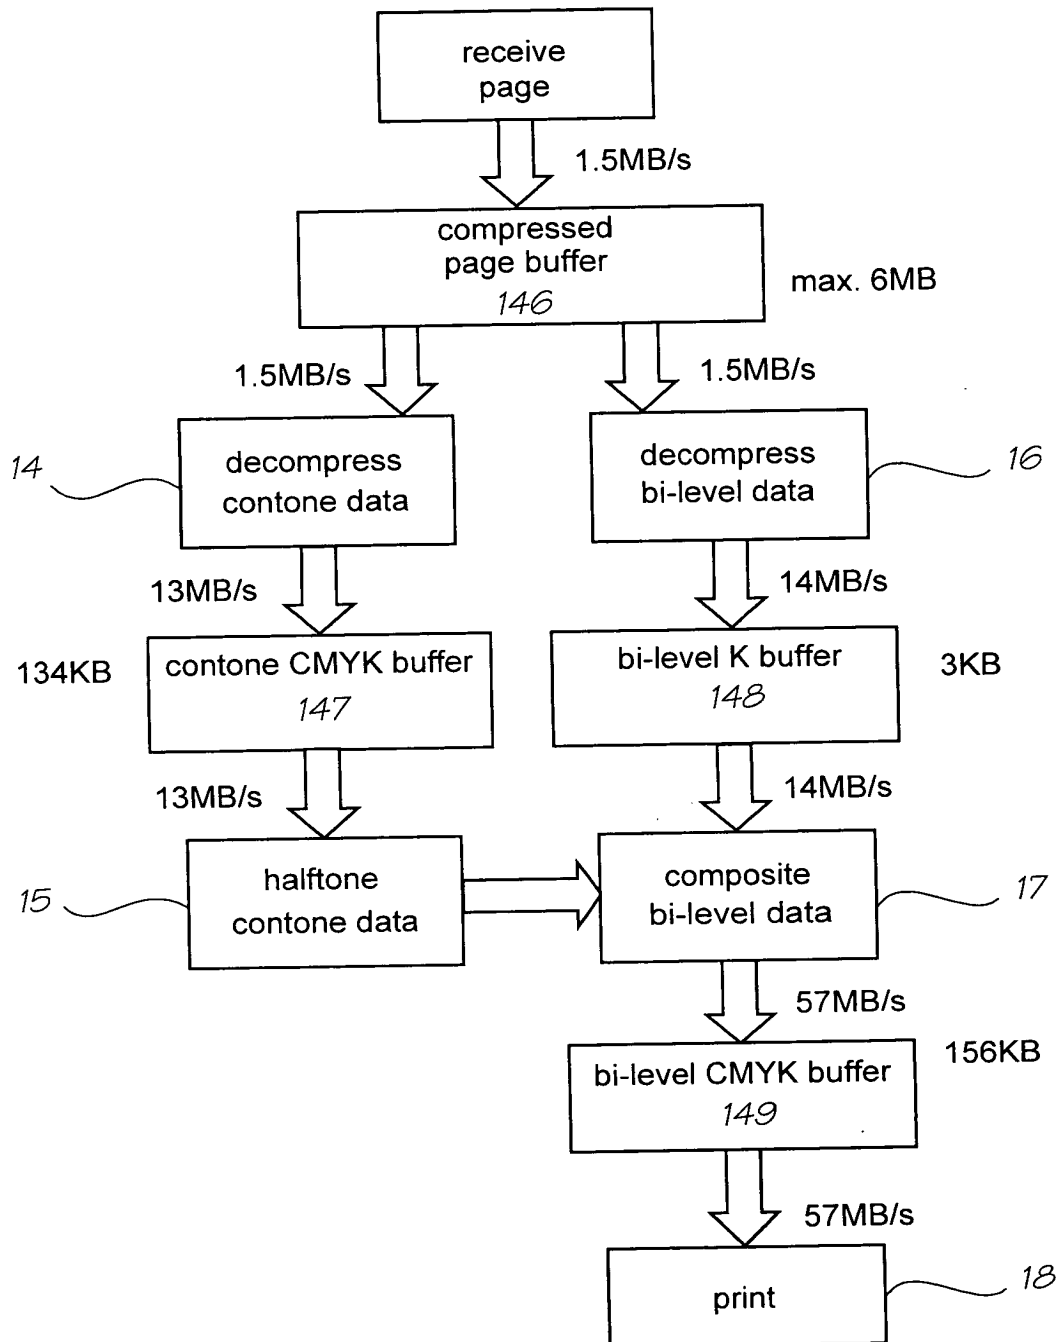 receive
page
1.5MB/s
compressed
page buffer
146
max. 6MB
1.5MB/s
1.5MB/s
14
decompress
contone data
decompress
bi-level data
16
13MB/s
14MB/s
134KB
contone CMYK buffer
147
bi-level K buffer
148
3KB
13MB/s
14MB/s
15
halftone
contone data
composite
bi-level data
17
57MB/s
bi-level CMYK buffer
149
156KB
57MB/s
print
18